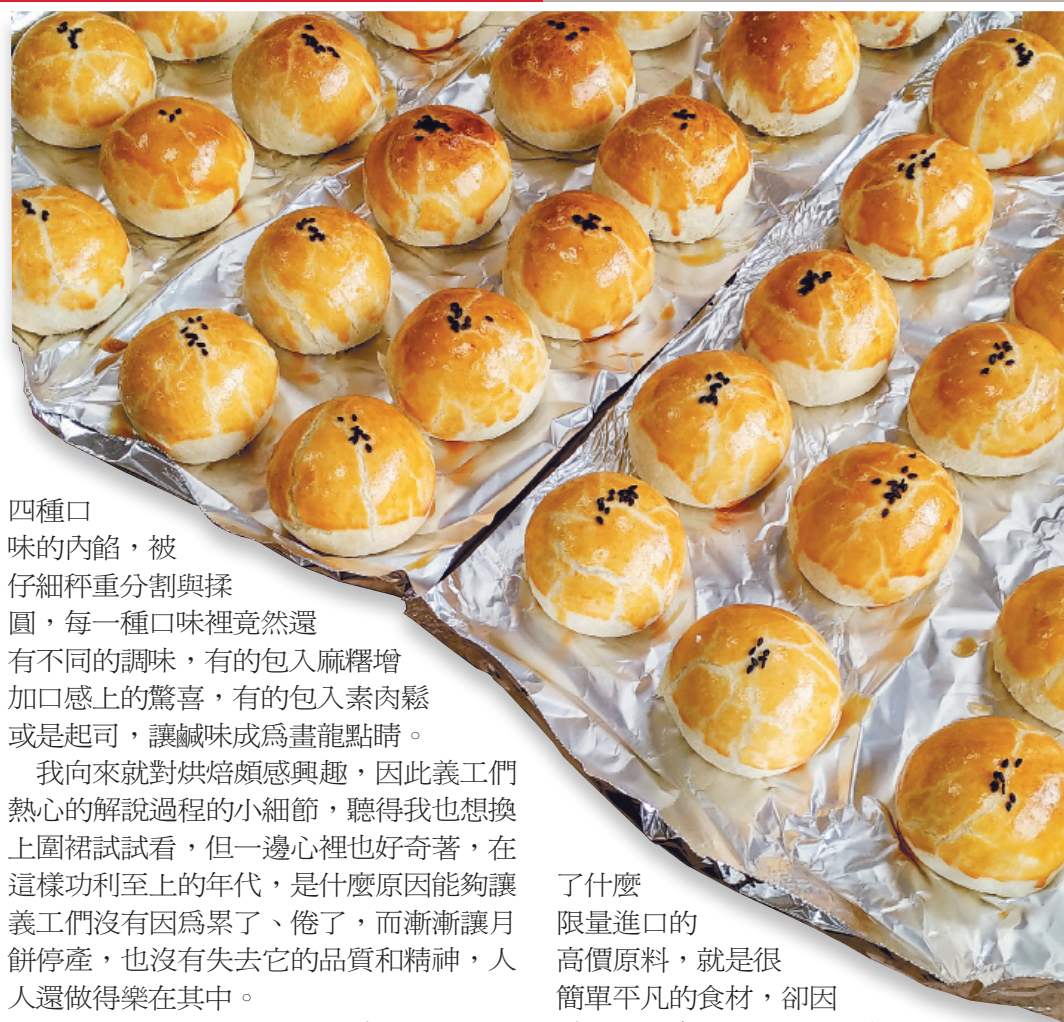 四種口
味的內餡，被
仔細秤重分割與揉
圓，每一種口味裡竟然還
有不同的調味，有的包入麻糬增
加口感上的驚喜，有的包入素肉鬆
或是起司，讓鹹味成為畫龍點睛。
我向來就對烘焙頗感興趣，因此義工們
熱心的解說過程的小細節，聽得我也想換
上圍裙試試看，但一邊心裡也好奇著，在
這樣功利至上的年代，是什麼原因能夠讓
義工們沒有因為累了、倦了，而漸漸讓月
餅停產，也沒有失去它的品質和精神，人
人還做得樂在其中。
了什麼
限量進口的
高價原料，就是很
簡單平凡的食材，卻因